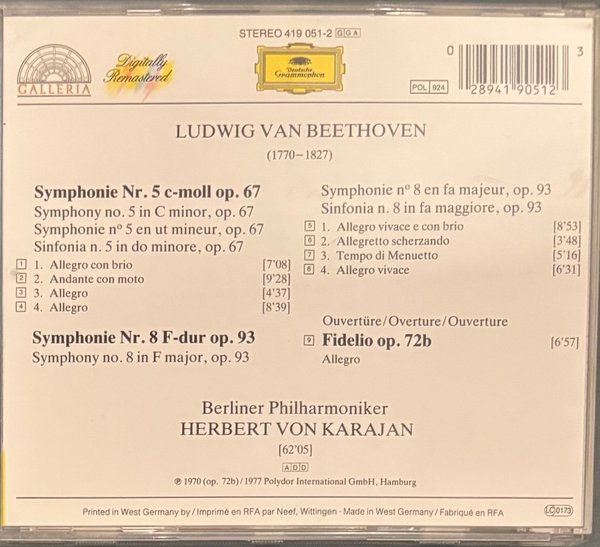 STEREO 419 051-2 GGA
GALLERIA
Digitally
Remastered
Deutsche
Grammophon
POL 924
0 28941 90512 3
LUDWIG VAN BEETHOVEN
(1770–1827)
Symphonie Nr. 5 c-moll op. 67
Symphony no. 5 in C minor, op. 67
Symphonie nº 5 en ut mineur, op. 67
Sinfonia n. 5 in do minore, op. 67
1 1. Allegro con brio [7'08]
2 2. Andante con moto [9'28]
3 3. Allegro [4'37]
4 4. Allegro [8'39]
Symphonie Nr. 8 F-dur op. 93
Symphony no. 8 in F major, op. 93
Symphonie nº 8 en fa majeur, op. 93
Sinfonia n. 8 in fa maggiore, op. 93
5 1. Allegro vivace e con brio [8'53]
6 2. Allegretto scherzando [3'48]
7 3. Tempo di Menuetto [5'16]
8 4. Allegro vivace [6'31]
Ouvertüre/Overture/Ouverture
9 Fidelio op. 72b [6'57]
Allegro
Berliner Philharmoniker
HERBERT VON KARAJAN
[62'05]
ADD
℗ 1970 (op. 72b)/1977 Polydor International GmbH, Hamburg
Printed in West Germany by/Imprimé en RFA par Neef, Wittingen · Made in West Germany/Fabriqué en RFA
LC 0173